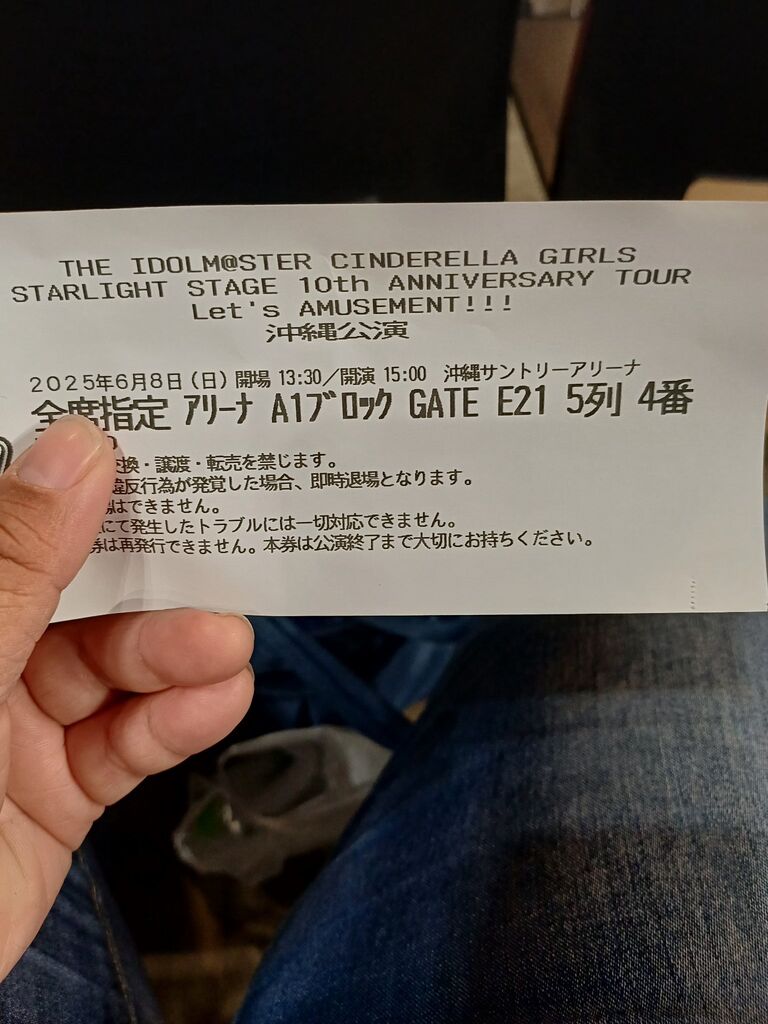 THE IDOLM@STER CINDERELLA GIRLS
STARLIGHT STAGE 10th ANNIVERSARY TOUR
Let's AMUSEMENT!!!
沖縄公演
2025年6月8日(日) 開場 13:30/開演 15:00 沖縄サントリーアリーナ
全席指定 アリーナ A1ブロック GATE E21 5列 4番
交換・譲渡・転売を禁じます。
違反行為が発覚した場合、即時退場となります。
はできません。
にて発生したトラブルには一切対応できません。
券は再発行できません。本券は公演終了まで大切にお持ちください。